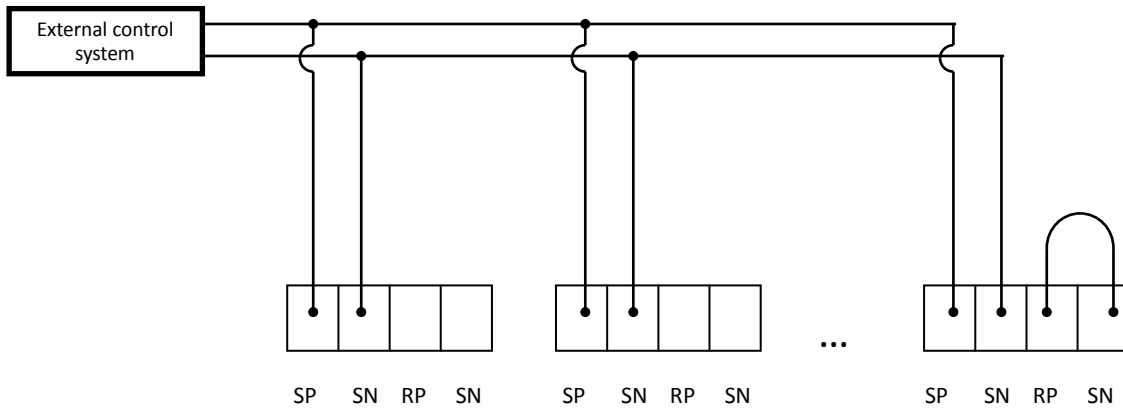 External control
system
...
SP SN RP SN SP SN RP SN SP SN RP SN